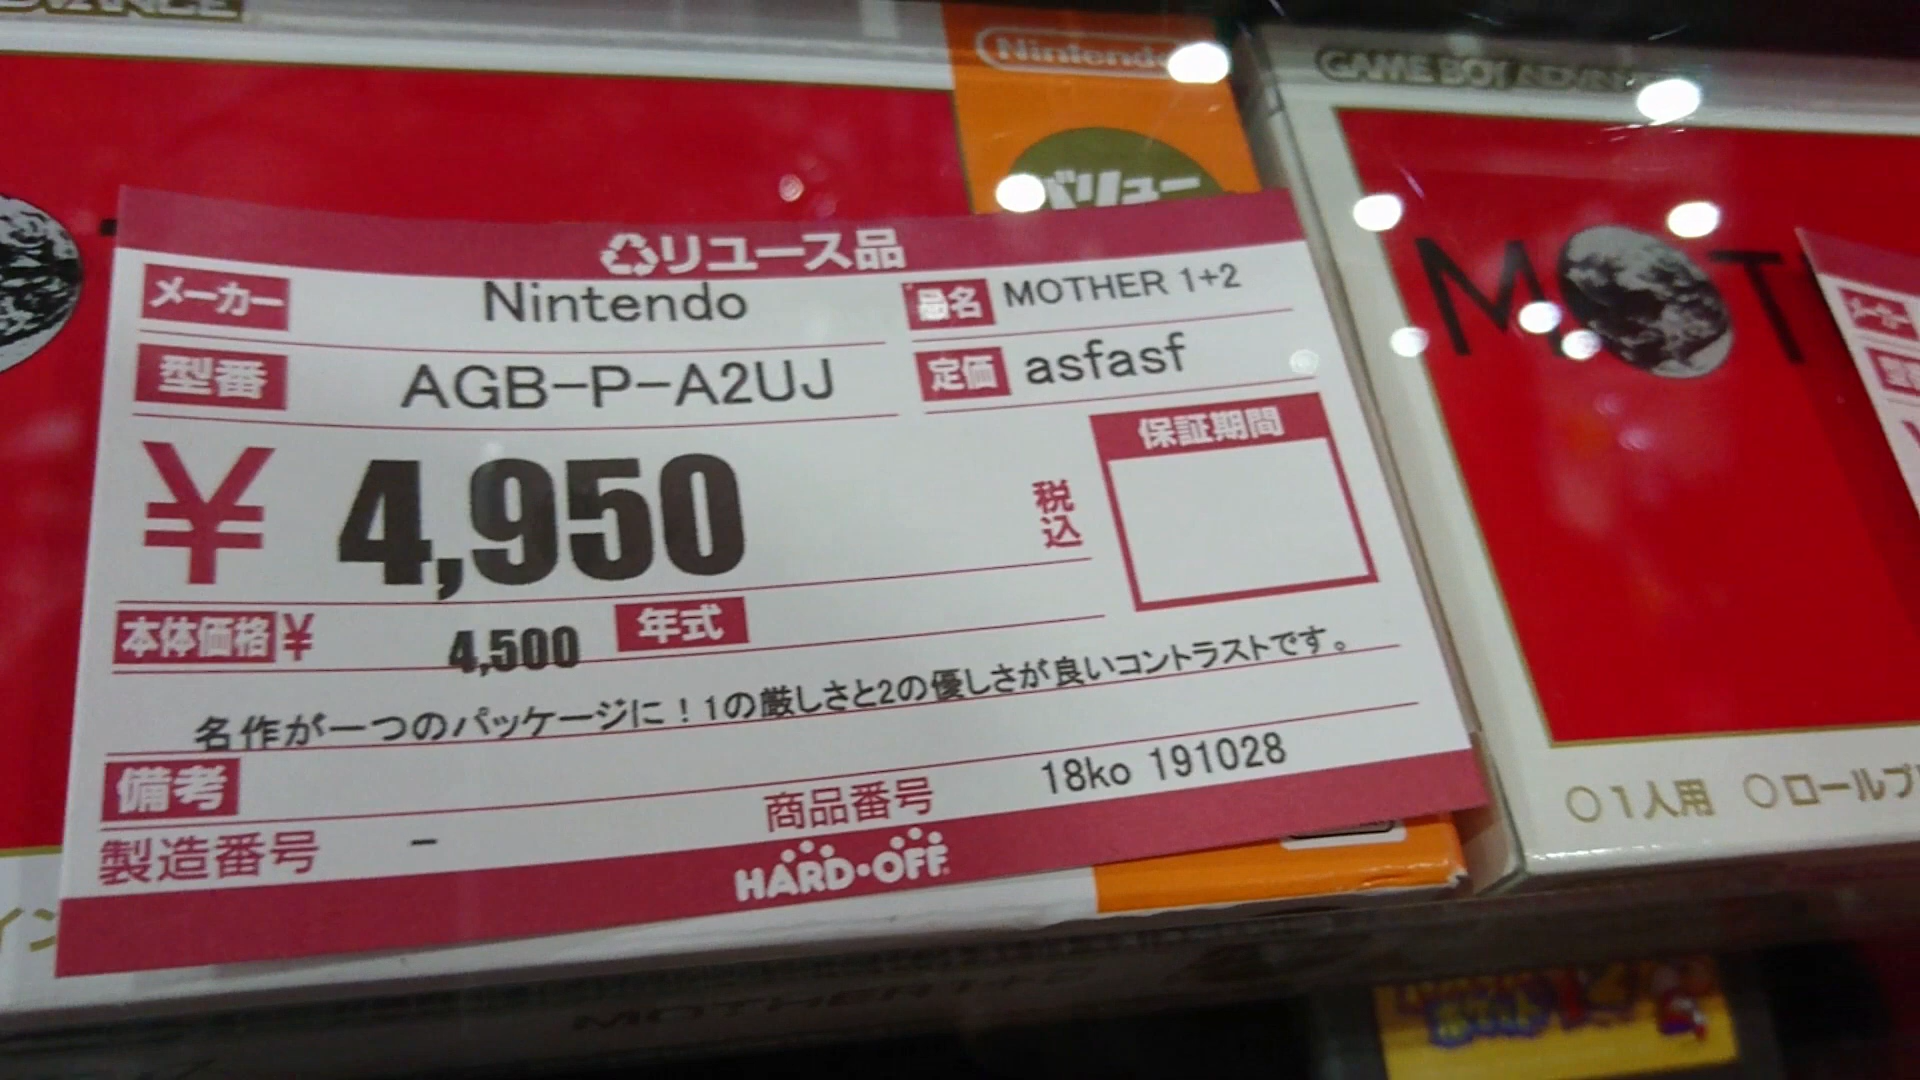 Nintendo
GAME BOY ADVANCE
バリュー
リユース品
メーカー Nintendo 品名 MOTHER 1+2
型番 AGB-P-A2UJ 定価 asfasf
¥ 4,950 税込 保証期間
本体価格 ¥ 4,500 年式
名作が一つのパッケージに！1の厳しさと2の優しさが良いコントラストです。
備考
製造番号 - 商品番号 18ko 191028
HARD・OFF
MOT
メーカー
○1人用 ○ロールプ